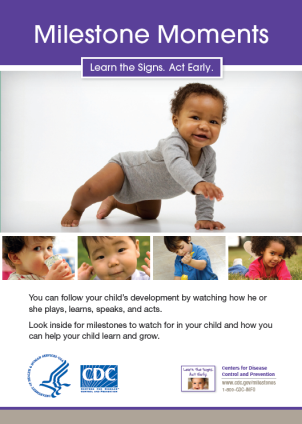 Milestone Moments
Learn the Signs. Act Early.
You can follow your child's development by watching how he or
she plays, learns, speaks, and acts.
Look inside for milestones to watch for in your child and how you
can help your child learn and grow.
CDC
Learn the Signs.
Act Early.
Centers for Disease
Control and Prevention
www.cdc.gov/milestones
1-800-CDC-INFO